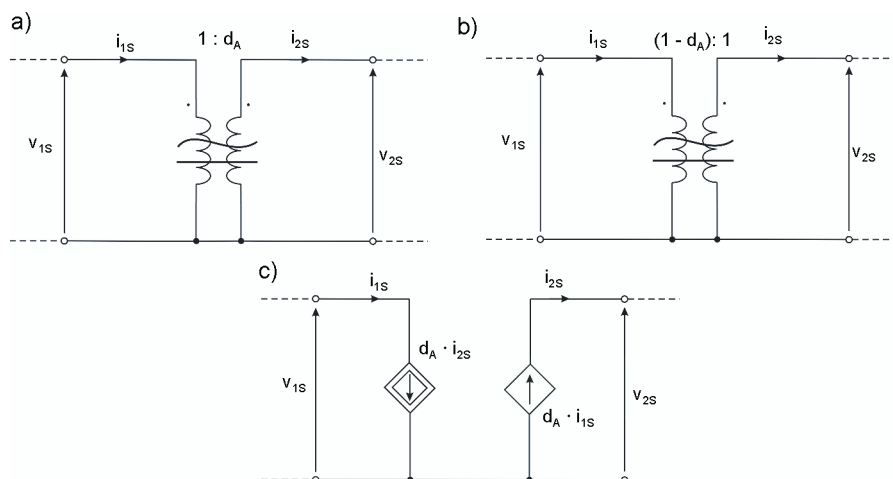 a)
i1S
1 : dA
i2S
v1S
v2S
b)
i1S
(1 - dA): 1
i2S
v1S
v2S
c)
i1S
i2S
dA · i2S
v1S
v2S
dA · i1S